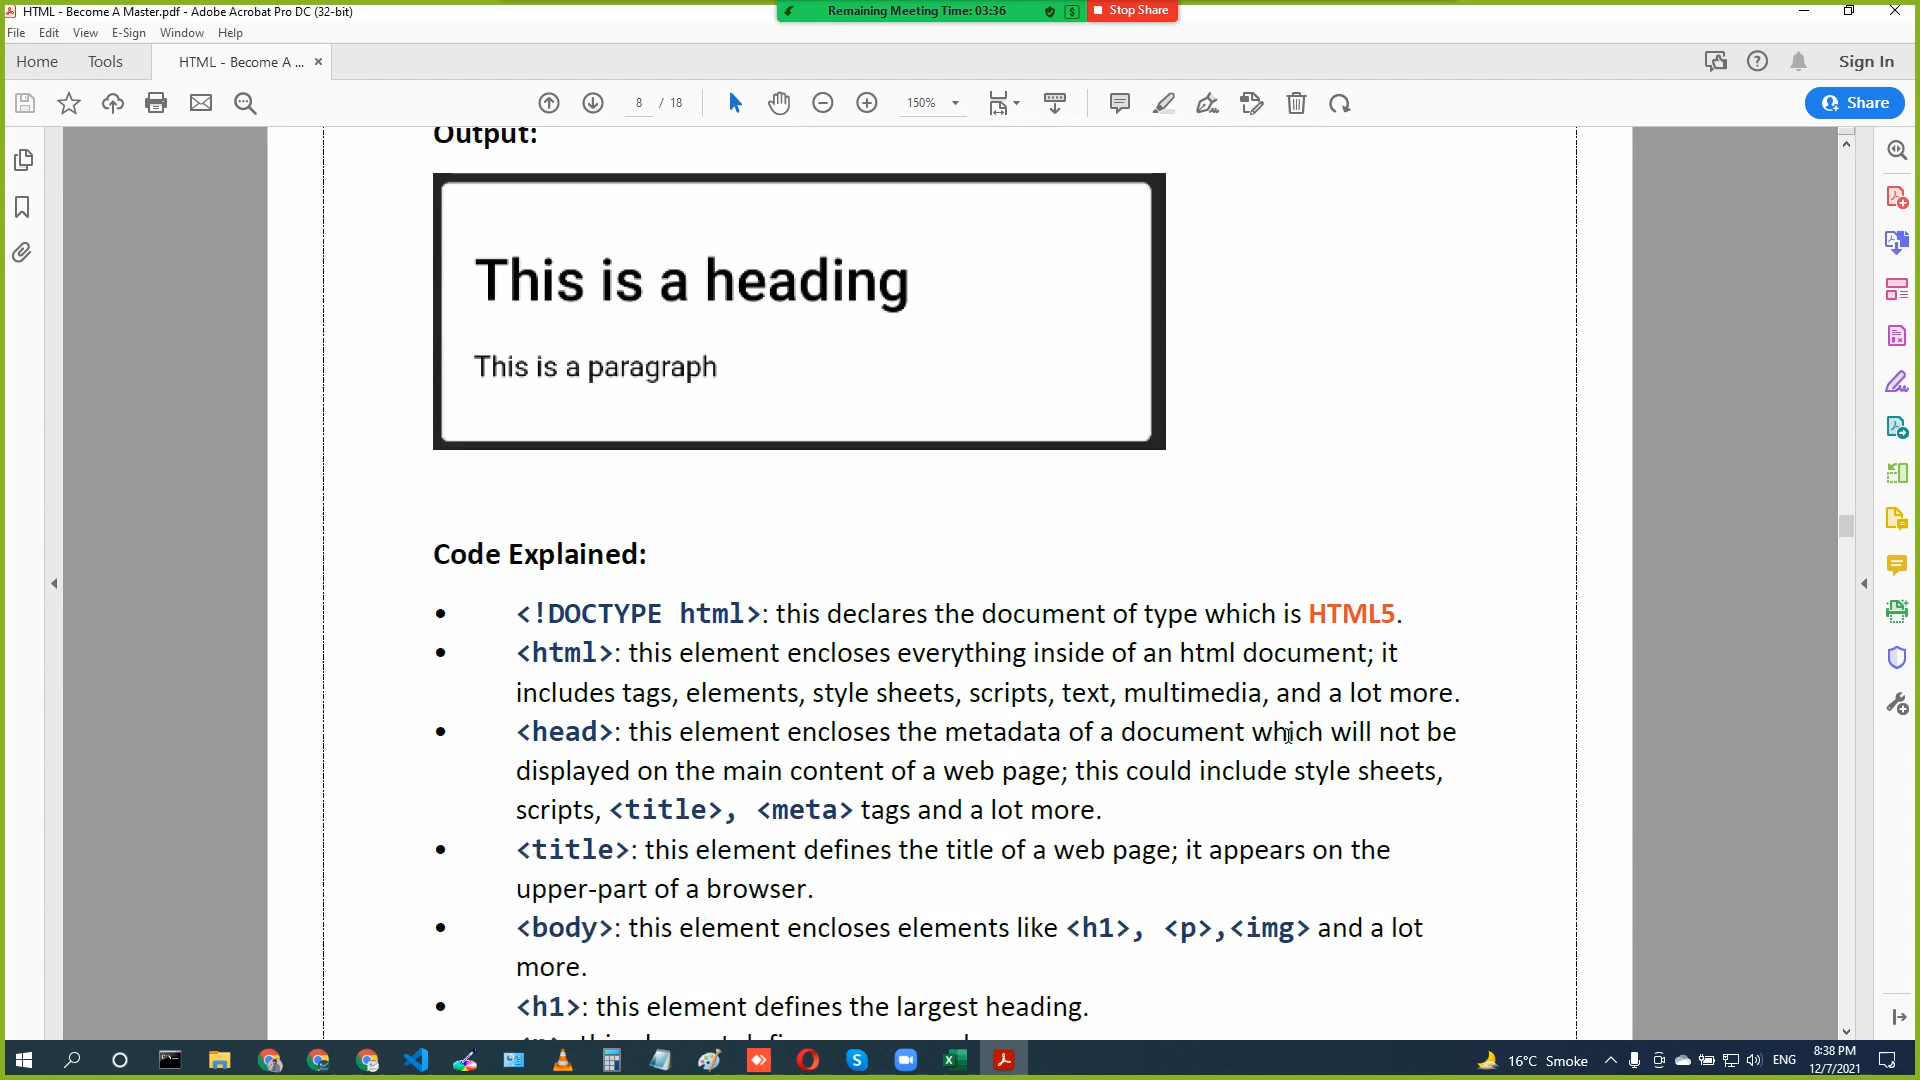 HTML - Become A Master.pdf - Adobe Acrobat Pro DC (32-bit)
Remaining Meeting Time: 03:36
Stop Share
File Edit View E-Sign Window Help
Home Tools HTML - Become A ... ×
Sign In
8 / 18
150%
Share
Output:
This is a heading
This is a paragraph
Code Explained:
• <!DOCTYPE html>: this declares the document of type which is HTML5.
• <html>: this element encloses everything inside of an html document; it
includes tags, elements, style sheets, scripts, text, multimedia, and a lot more.
• <head>: this element encloses the metadata of a document which will not be
displayed on the main content of a web page; this could include style sheets,
scripts, <title>, <meta> tags and a lot more.
• <title>: this element defines the title of a web page; it appears on the
upper-part of a browser.
• <body>: this element encloses elements like <h1>, <p>,<img> and a lot
more.
• <h1>: this element defines the largest heading.
16°C Smoke
ENG
8:38 PM
12/7/2021